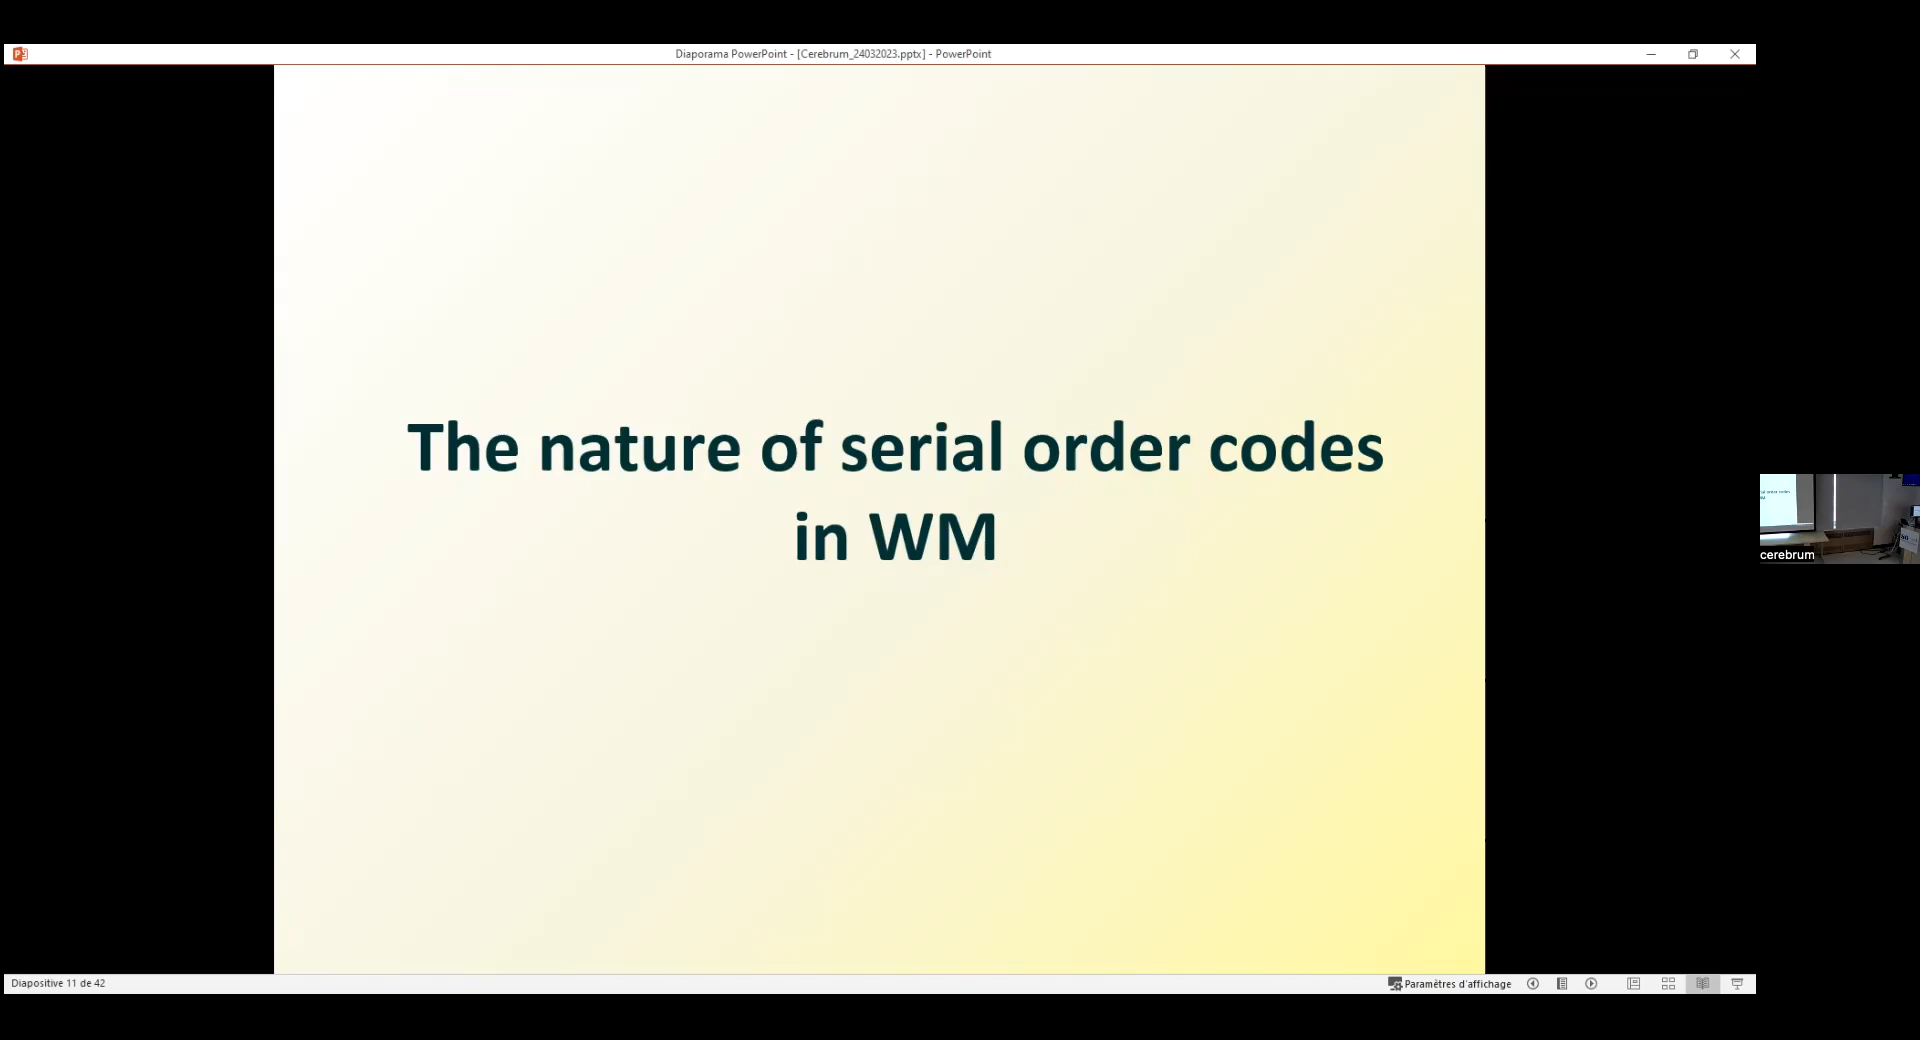 Diaporama PowerPoint - [Cerebrum_24032023.pptx] - PowerPoint
The nature of serial order codes
in WM
cerebrum
Diapositive 11 de 42
Paramètres d'affichage